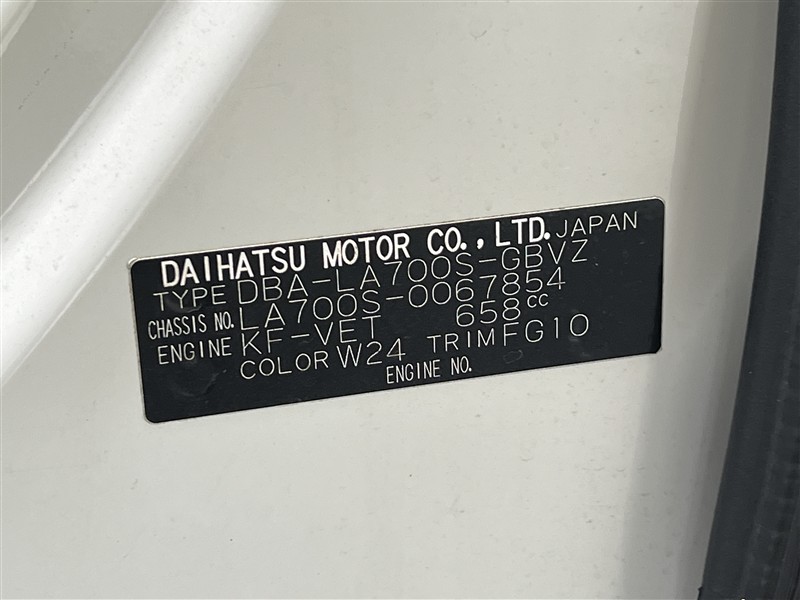 DAIHATSU MOTOR CO., LTD. JAPAN
TYPE DBA-LA700S-GBVZ
CHASSIS NO. LA700S-0067854
ENGINE KF-VET 658cc
COLOR W24 TRIM FG10
ENGINE NO.